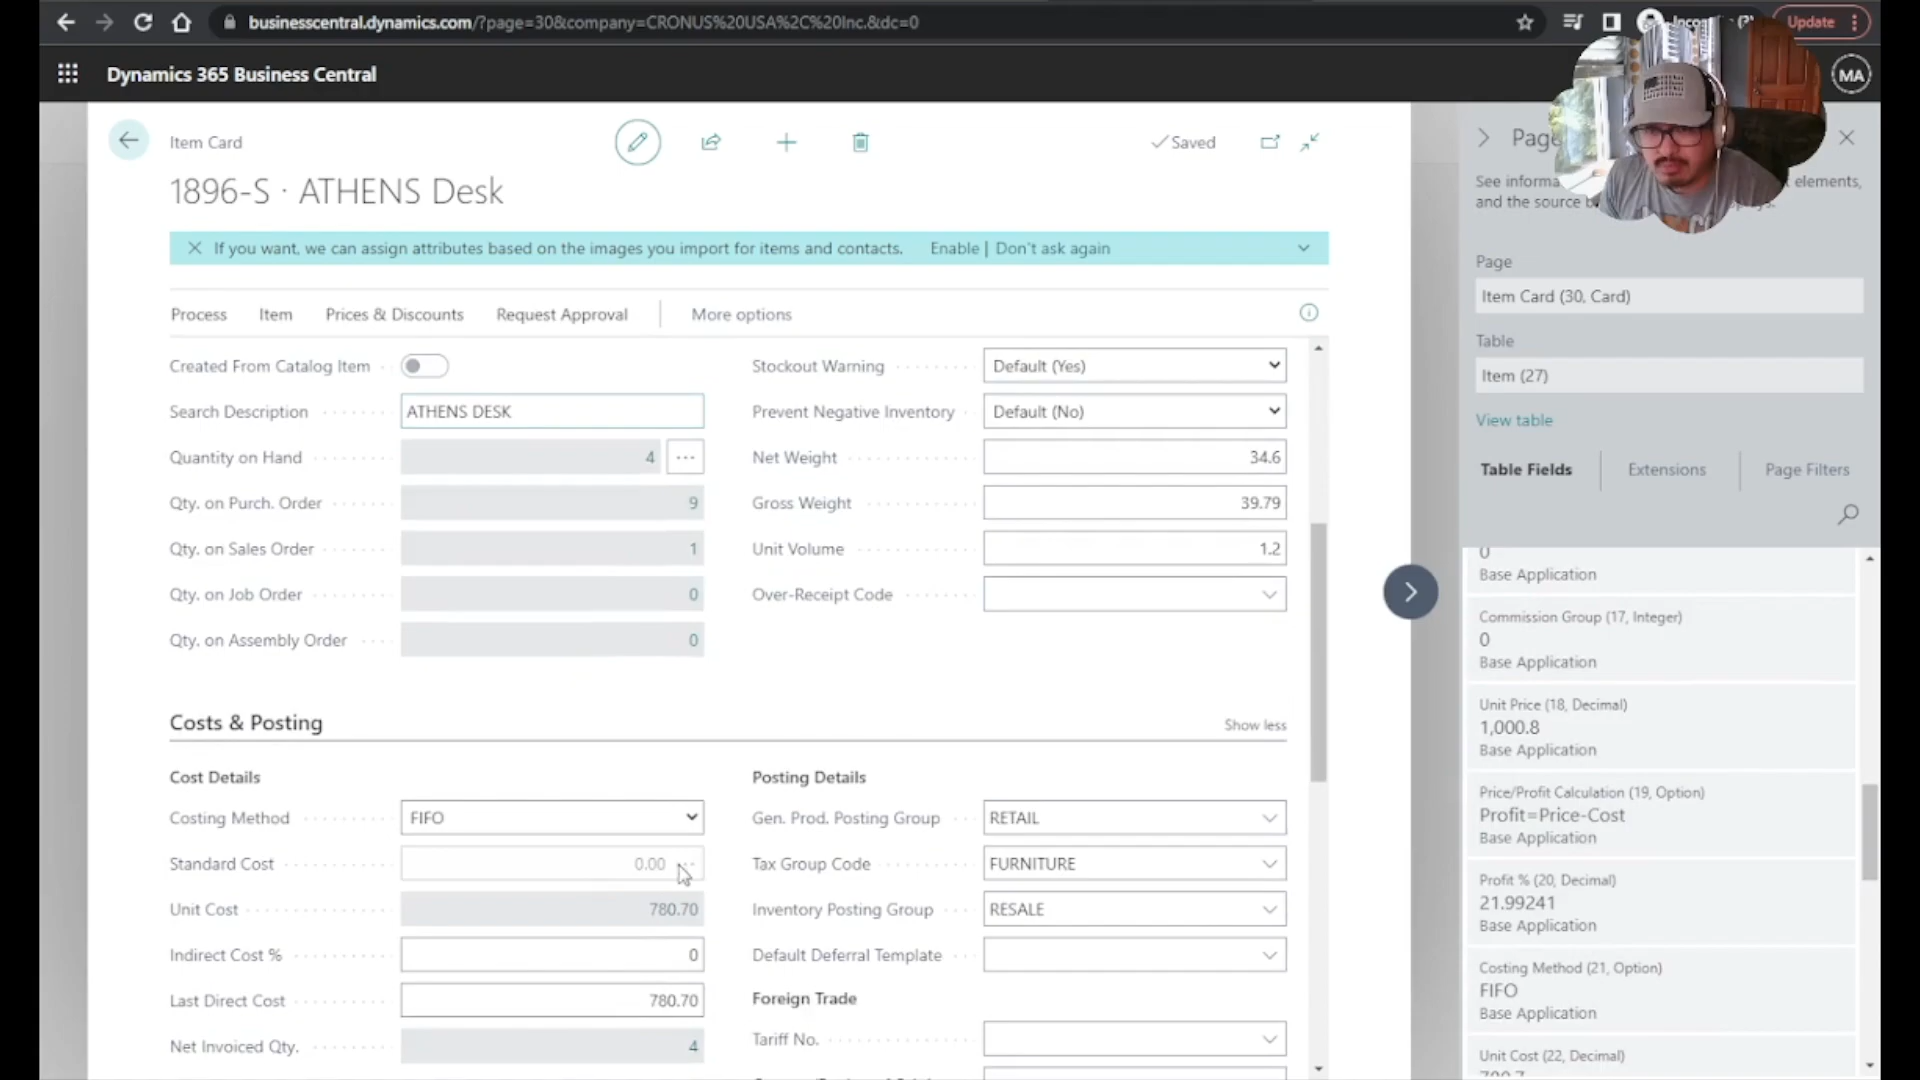 businesscentral.dynamics.com/?page=30&company=CRONUS%20USA%2C%20Inc.&dc=0
Update
Dynamics 365 Business Central
MA
Item Card
Saved
1896-S · ATHENS Desk
If you want, we can assign attributes based on the images you import for items and contacts. Enable | Don't ask again
Process Item Prices & Discounts Request Approval More options
Created From Catalog Item
Search Description ATHENS DESK
Quantity on Hand 4
Qty. on Purch. Order 9
Qty. on Sales Order 1
Qty. on Job Order 0
Qty. on Assembly Order 0
Stockout Warning Default (Yes)
Prevent Negative Inventory Default (No)
Net Weight 34.6
Gross Weight 39.79
Unit Volume 1.2
Over-Receipt Code
Costs & Posting Show less
Cost Details
Costing Method FIFO
Standard Cost 0.00
Unit Cost 780.70
Indirect Cost % 0
Last Direct Cost 780.70
Net Invoiced Qty. 4
Posting Details
Gen. Prod. Posting Group RETAIL
Tax Group Code FURNITURE
Inventory Posting Group RESALE
Default Deferral Template
Foreign Trade
Tariff No.
Page
See informa
elements,
and the source
Page
Item Card (30, Card)
Table
Item (27)
View table
Table Fields Extensions Page Filters
0
Base Application
Commission Group (17, Integer)
0
Base Application
Unit Price (18, Decimal)
1,000.8
Base Application
Price/Profit Calculation (19, Option)
Profit=Price-Cost
Base Application
Profit % (20, Decimal)
21.99241
Base Application
Costing Method (21, Option)
FIFO
Base Application
Unit Cost (22, Decimal)